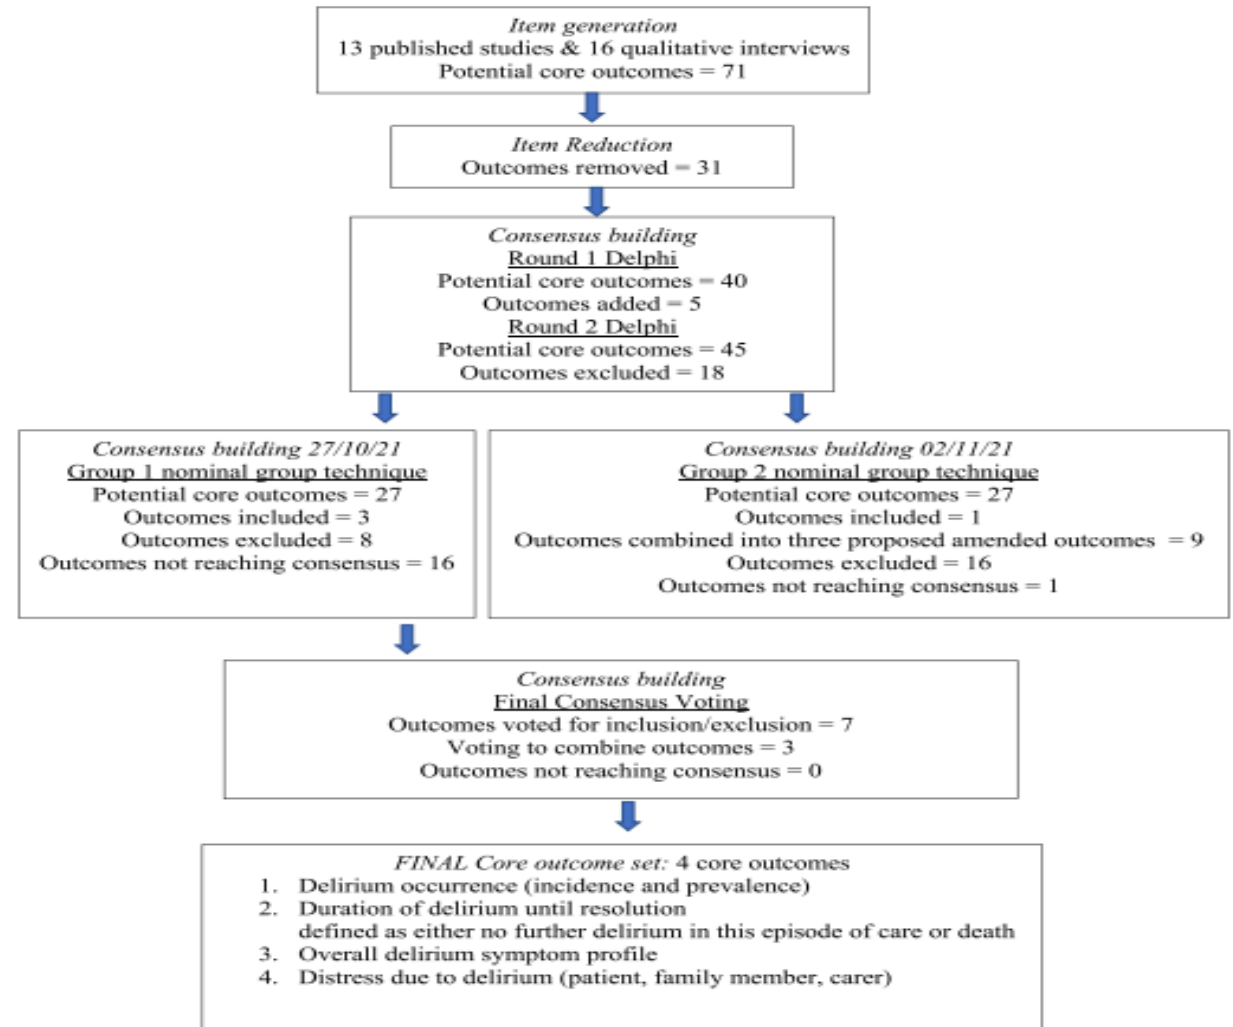 Item generation
13 published studies & 16 qualitative interviews
Potential core outcomes = 71
Item Reduction
Outcomes removed = 31
Consensus building
Round 1 Delphi
Potential core outcomes = 40
Outcomes added = 5
Round 2 Delphi
Potential core outcomes = 45
Outcomes excluded = 18
Consensus building 27/10/21
Group 1 nominal group technique
Potential core outcomes = 27
Outcomes included = 3
Outcomes excluded = 8
Outcomes not reaching consensus = 16
Consensus building 02/11/21
Group 2 nominal group technique
Potential core outcomes = 27
Outcomes included = 1
Outcomes combined into three proposed amended outcomes = 9
Outcomes excluded = 16
Outcomes not reaching consensus = 1
Consensus building
Final Consensus Voting
Outcomes voted for inclusion/exclusion = 7
Voting to combine outcomes = 3
Outcomes not reaching consensus = 0
FINAL Core outcome set: 4 core outcomes
1. Delirium occurrence (incidence and prevalence)
2. Duration of delirium until resolution
defined as either no further delirium in this episode of care or death
3. Overall delirium symptom profile
4. Distress due to delirium (patient, family member, carer)